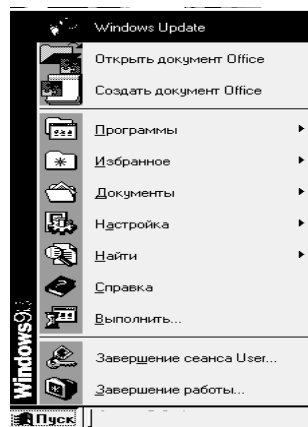 Windows Update
Открыть документ Office
Создать документ Office
Программы
Избранное
Документы
Настройка
Найти
Справка
Выполнить...
Завершение сеанса User...
Завершение работы...
Windows98
Пуск